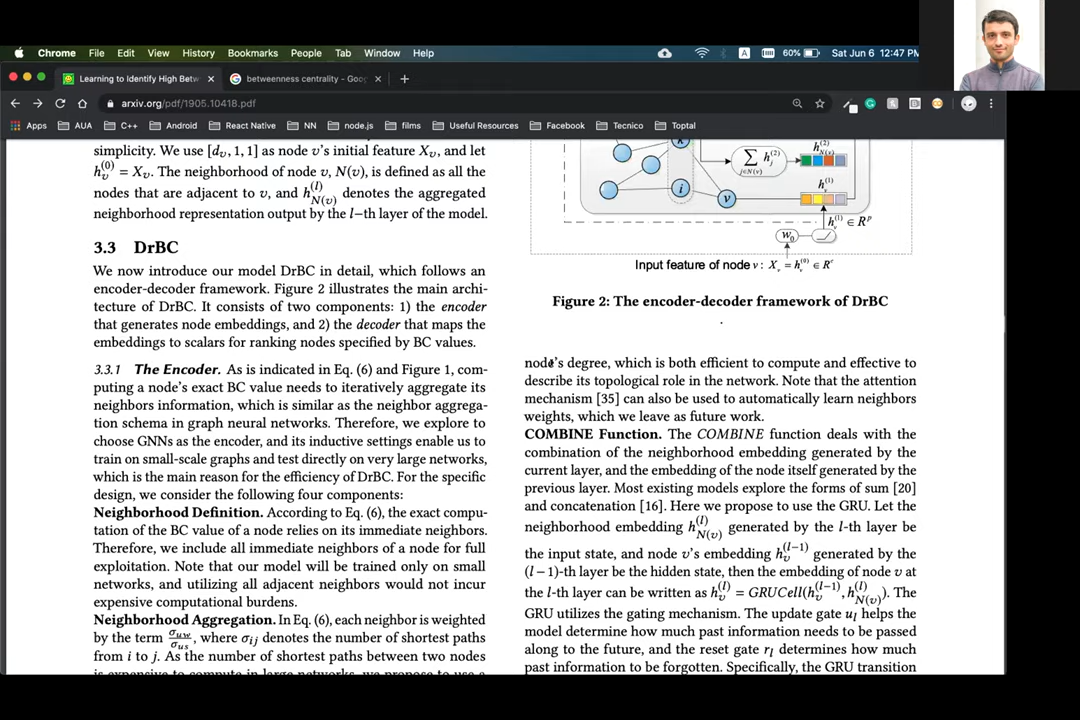 Chrome File Edit View History Bookmarks People Tab Window Help
A 60% Sat Jun 6 12:47 PM
Learning to Identify High Betw × betweenness centrality - Goog × +
arxiv.org/pdf/1905.10418.pdf
Apps AUA C++ Android React Native NN node.js films Useful Resources Facebook Tecnico Toptal
simplicity. We use [d_v, 1, 1] as node v's initial feature X_v, and let
h_v^(0) = X_v. The neighborhood of node v, N(v), is defined as all the
nodes that are adjacent to v, and h_N(v)^(l) denotes the aggregated
neighborhood representation output by the l−th layer of the model.
3.3 DrBC
We now introduce our model DrBC in detail, which follows an
encoder-decoder framework. Figure 2 illustrates the main archi-
tecture of DrBC. It consists of two components: 1) the encoder
that generates node embeddings, and 2) the decoder that maps the
embeddings to scalars for ranking nodes specified by BC values.
3.3.1 The Encoder. As is indicated in Eq. (6) and Figure 1, com-
puting a node's exact BC value needs to iteratively aggregate its
neighbors information, which is similar as the neighbor aggrega-
tion schema in graph neural networks. Therefore, we explore to
choose GNNs as the encoder, and its inductive settings enable us to
train on small-scale graphs and test directly on very large networks,
which is the main reason for the efficiency of DrBC. For the specific
design, we consider the following four components:
Neighborhood Definition. According to Eq. (6), the exact compu-
tation of the BC value of a node relies on its immediate neighbors.
Therefore, we include all immediate neighbors of a node for full
exploitation. Note that our model will be trained only on small
networks, and utilizing all adjacent neighbors would not incur
expensive computational burdens.
Neighborhood Aggregation. In Eq. (6), each neighbor is weighted
by the term σ_uw/σ_us, where σ_ij denotes the number of shortest paths
from i to j. As the number of shortest paths between two nodes
is expensive to compute in large networks, we propose to use a
k
∑ h_j^(2)
j∈N(v)
h_N(v)^(2)
i
v
h_v^(1)
h_v^(1) ∈ R^p
W_0
Input feature of node v: X_v = h_v^(0) ∈ R^c
Figure 2: The encoder-decoder framework of DrBC
node's degree, which is both efficient to compute and effective to
describe its topological role in the network. Note that the attention
mechanism [35] can also be used to automatically learn neighbors
weights, which we leave as future work.
COMBINE Function. The COMBINE function deals with the
combination of the neighborhood embedding generated by the
current layer, and the embedding of the node itself generated by the
previous layer. Most existing models explore the forms of sum [20]
and concatenation [16]. Here we propose to use the GRU. Let the
neighborhood embedding h_N(v)^(l) generated by the l-th layer be
the input state, and node v's embedding h_v^(l−1) generated by the
(l − 1)-th layer be the hidden state, then the embedding of node v at
the l-th layer can be written as h_v^(l) = GRUCell(h_v^(l−1), h_N(v)^(l)). The
GRU utilizes the gating mechanism. The update gate u_l helps the
model determine how much past information needs to be passed
along to the future, and the reset gate r_l determines how much
past information to be forgotten. Specifically, the GRU transition